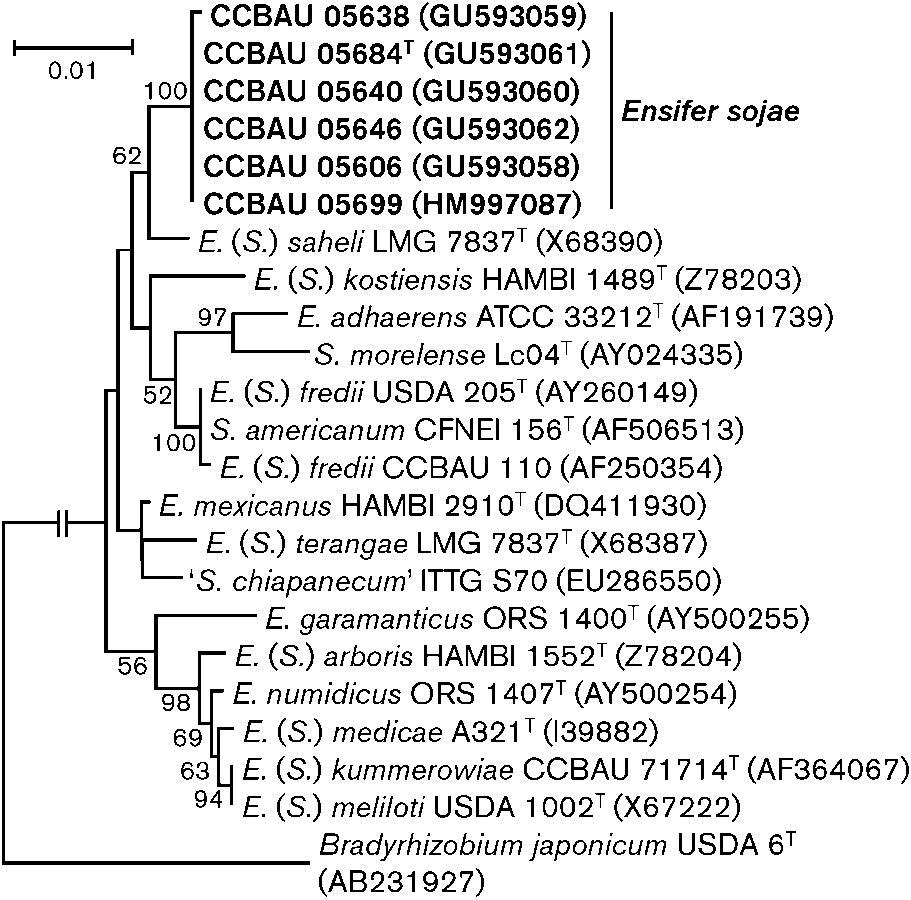 CCBAU 05638 (GU593059)
0.01
CCBAU 05684ᵀ (GU593061)
100
CCBAU 05640 (GU593060)
Ensifer sojae
CCBAU 05646 (GU593062)
62
CCBAU 05606 (GU593058)
CCBAU 05699 (HM997087)
E. (S.) saheli LMG 7837ᵀ (X68390)
E. (S.) kostiensis HAMBI 1489ᵀ (Z78203)
97
E. adhaerens ATCC 33212ᵀ (AF191739)
S. morelense Lc04ᵀ (AY024335)
52
E. (S.) fredii USDA 205ᵀ (AY260149)
S. americanum CFNEI 156ᵀ (AF506513)
100
E. (S.) fredii CCBAU 110 (AF250354)
E. mexicanus HAMBI 2910ᵀ (DQ411930)
E. (S.) terangae LMG 7837ᵀ (X68387)
‘S. chiapanecum’ ITTG S70 (EU286550)
E. garamanticus ORS 1400ᵀ (AY500255)
56
E. (S.) arboris HAMBI 1552ᵀ (Z78204)
98
E. numidicus ORS 1407ᵀ (AY500254)
69
E. (S.) medicae A321ᵀ (I39882)
63
E. (S.) kummerowiae CCBAU 71714ᵀ (AF364067)
94
E. (S.) meliloti USDA 1002ᵀ (X67222)
Bradyrhizobium japonicum USDA 6ᵀ
(AB231927)